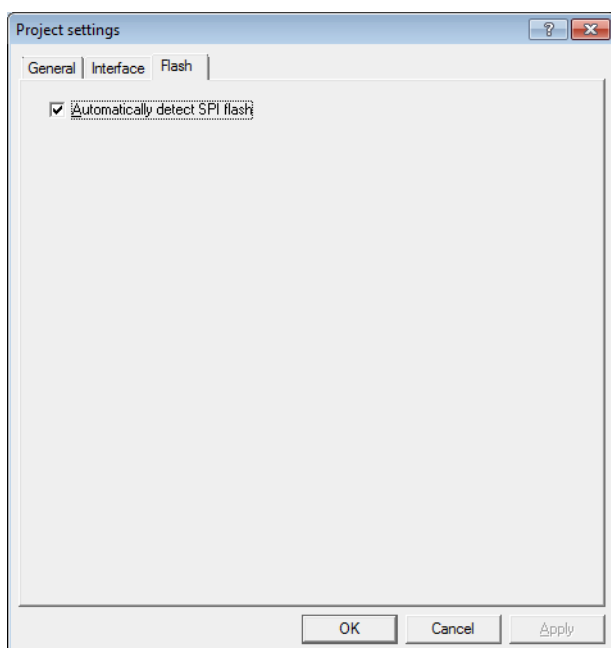 Project settings
General Interface Flash
Automatically detect SPI flash
OK Cancel Apply